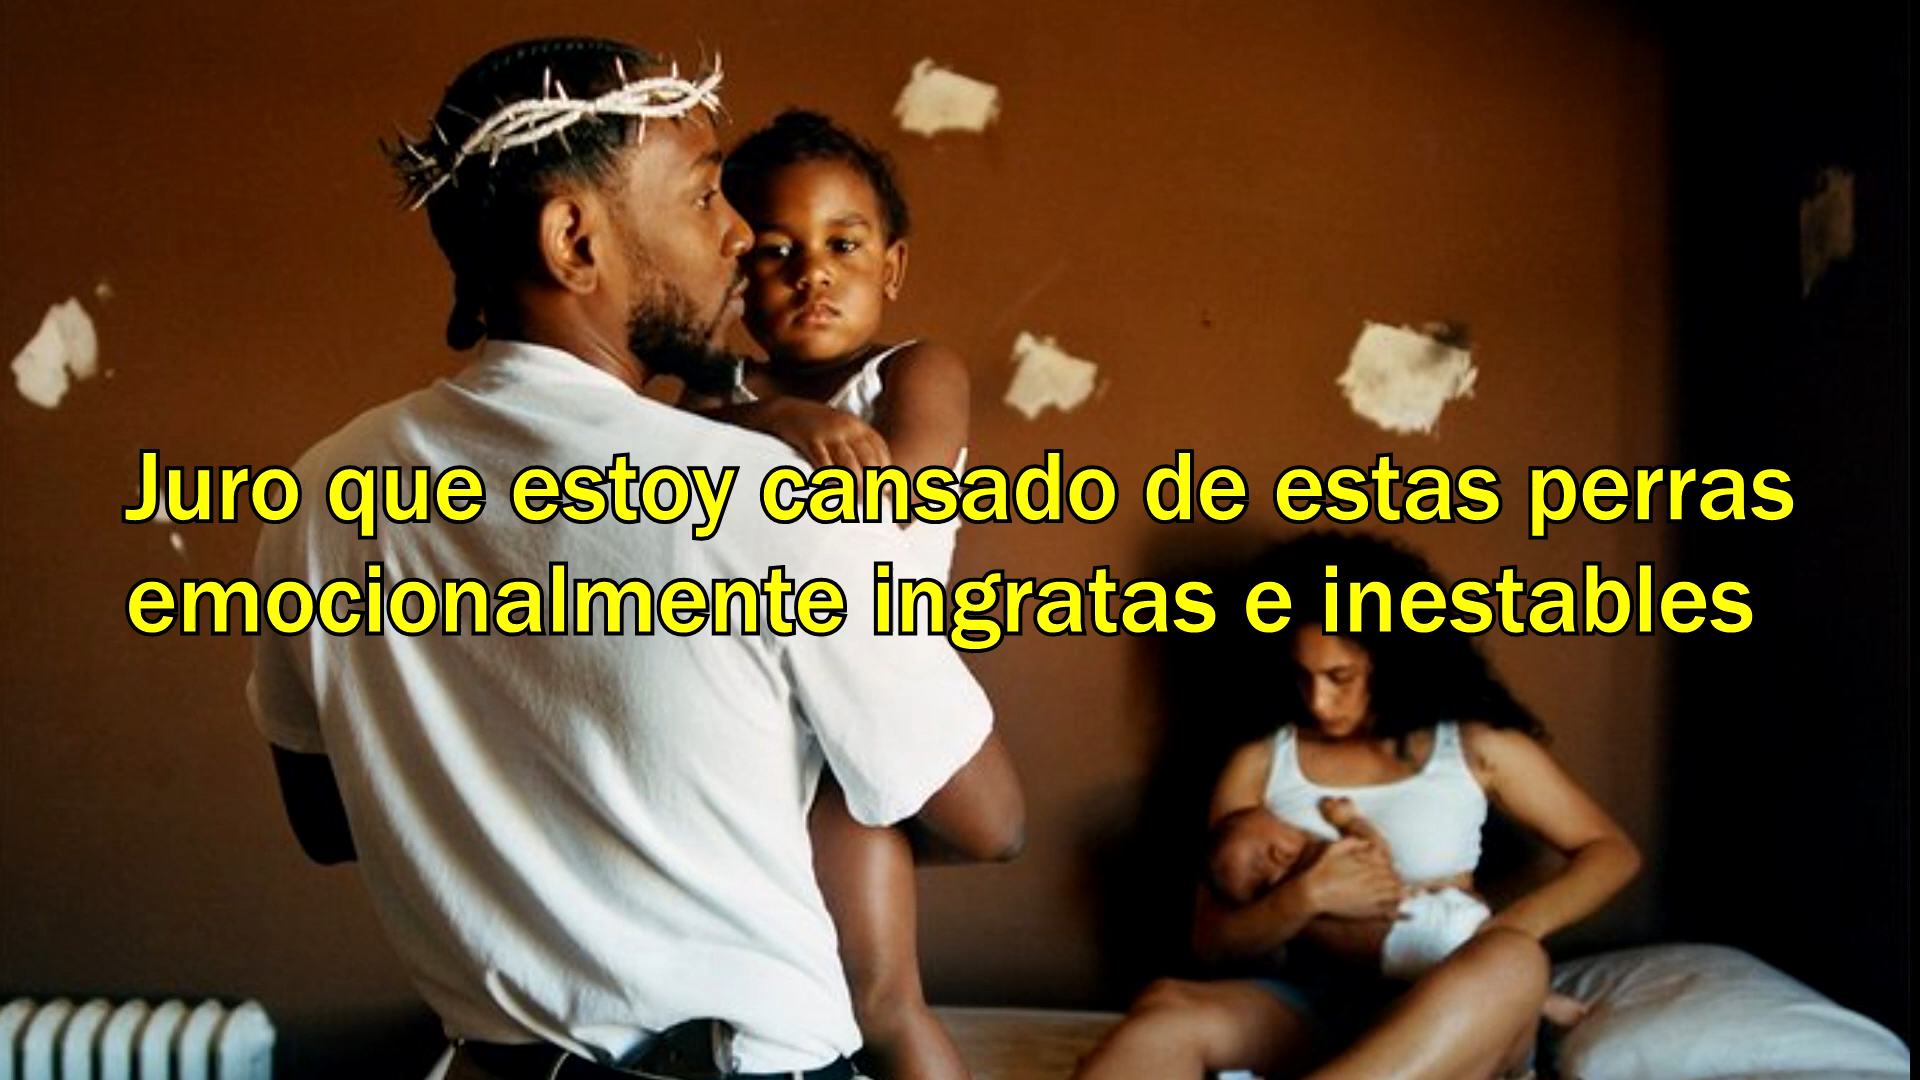 Juro que estoy cansado de estas perras
emocionalmente ingratas e inestables